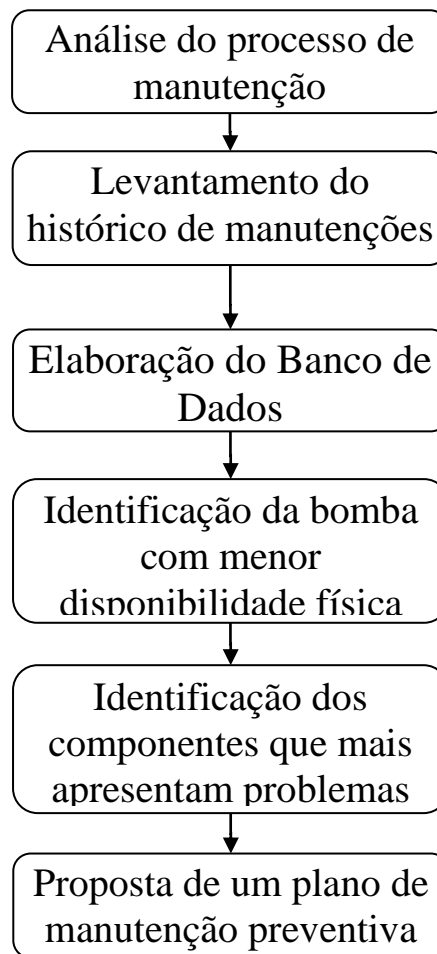 Análise do processo de
manutenção
Levantamento do
histórico de manutenções
Elaboração do Banco de
Dados
Identificação da bomba
com menor
disponibilidade física
Identificação dos
componentes que mais
apresentam problemas
Proposta de um plano de
manutenção preventiva